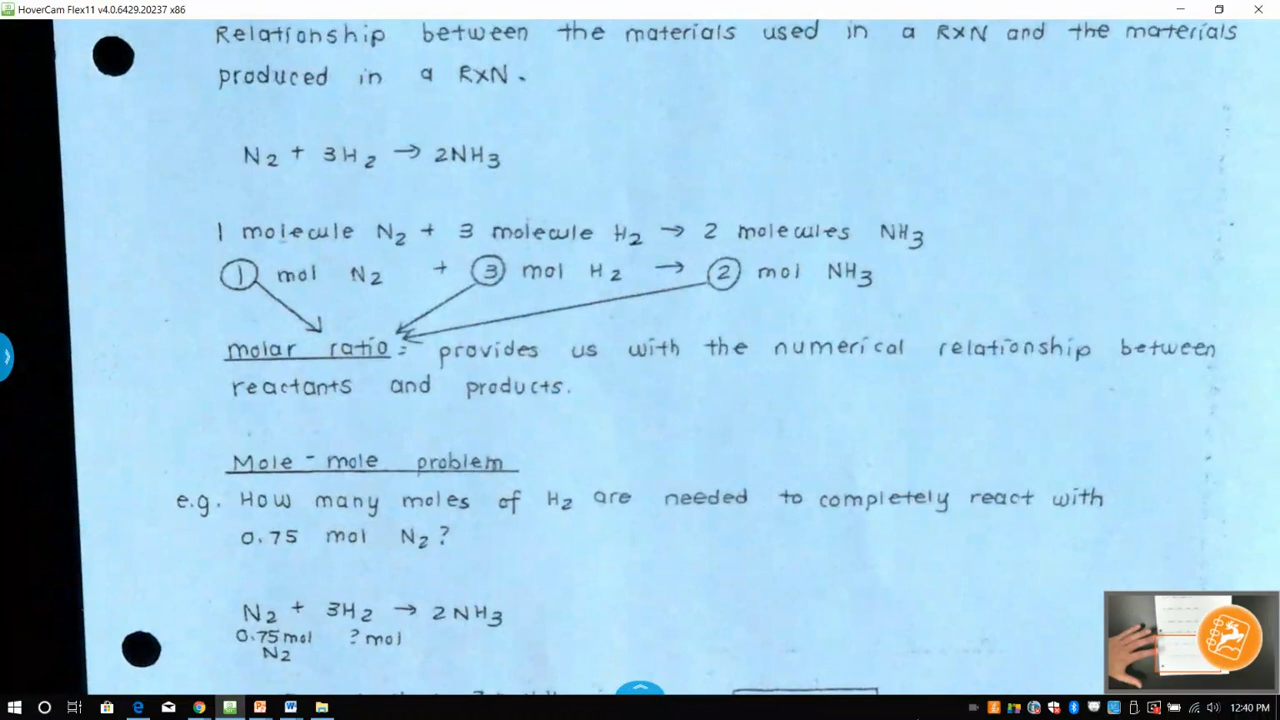 HoverCam Flex11 v4.0.6429.20237 x86
Relationship between the materials used in a RXN and the materials
produced in a RXN.
N2 + 3H2 → 2NH3
1 molecule N2 + 3 molecule H2 → 2 molecules NH3
1 mol N2 + 3 mol H2 → 2 mol NH3
molar ratio : provides us with the numerical relationship between
reactants and products.
Mole - mole problem
e.g. How many moles of H2 are needed to completely react with
0.75 mol N2?
N2 + 3H2 → 2NH3
0.75mol ? mol
N2
12:40 PM